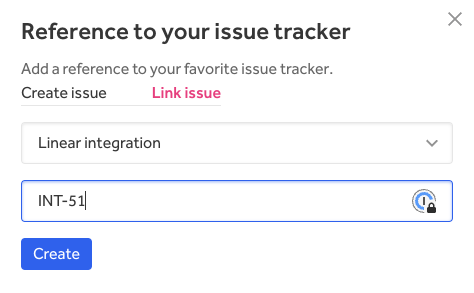 Reference to your issue tracker
Add a reference to your favorite issue tracker.
Create issue Link issue
Linear integration
INT-51
Create